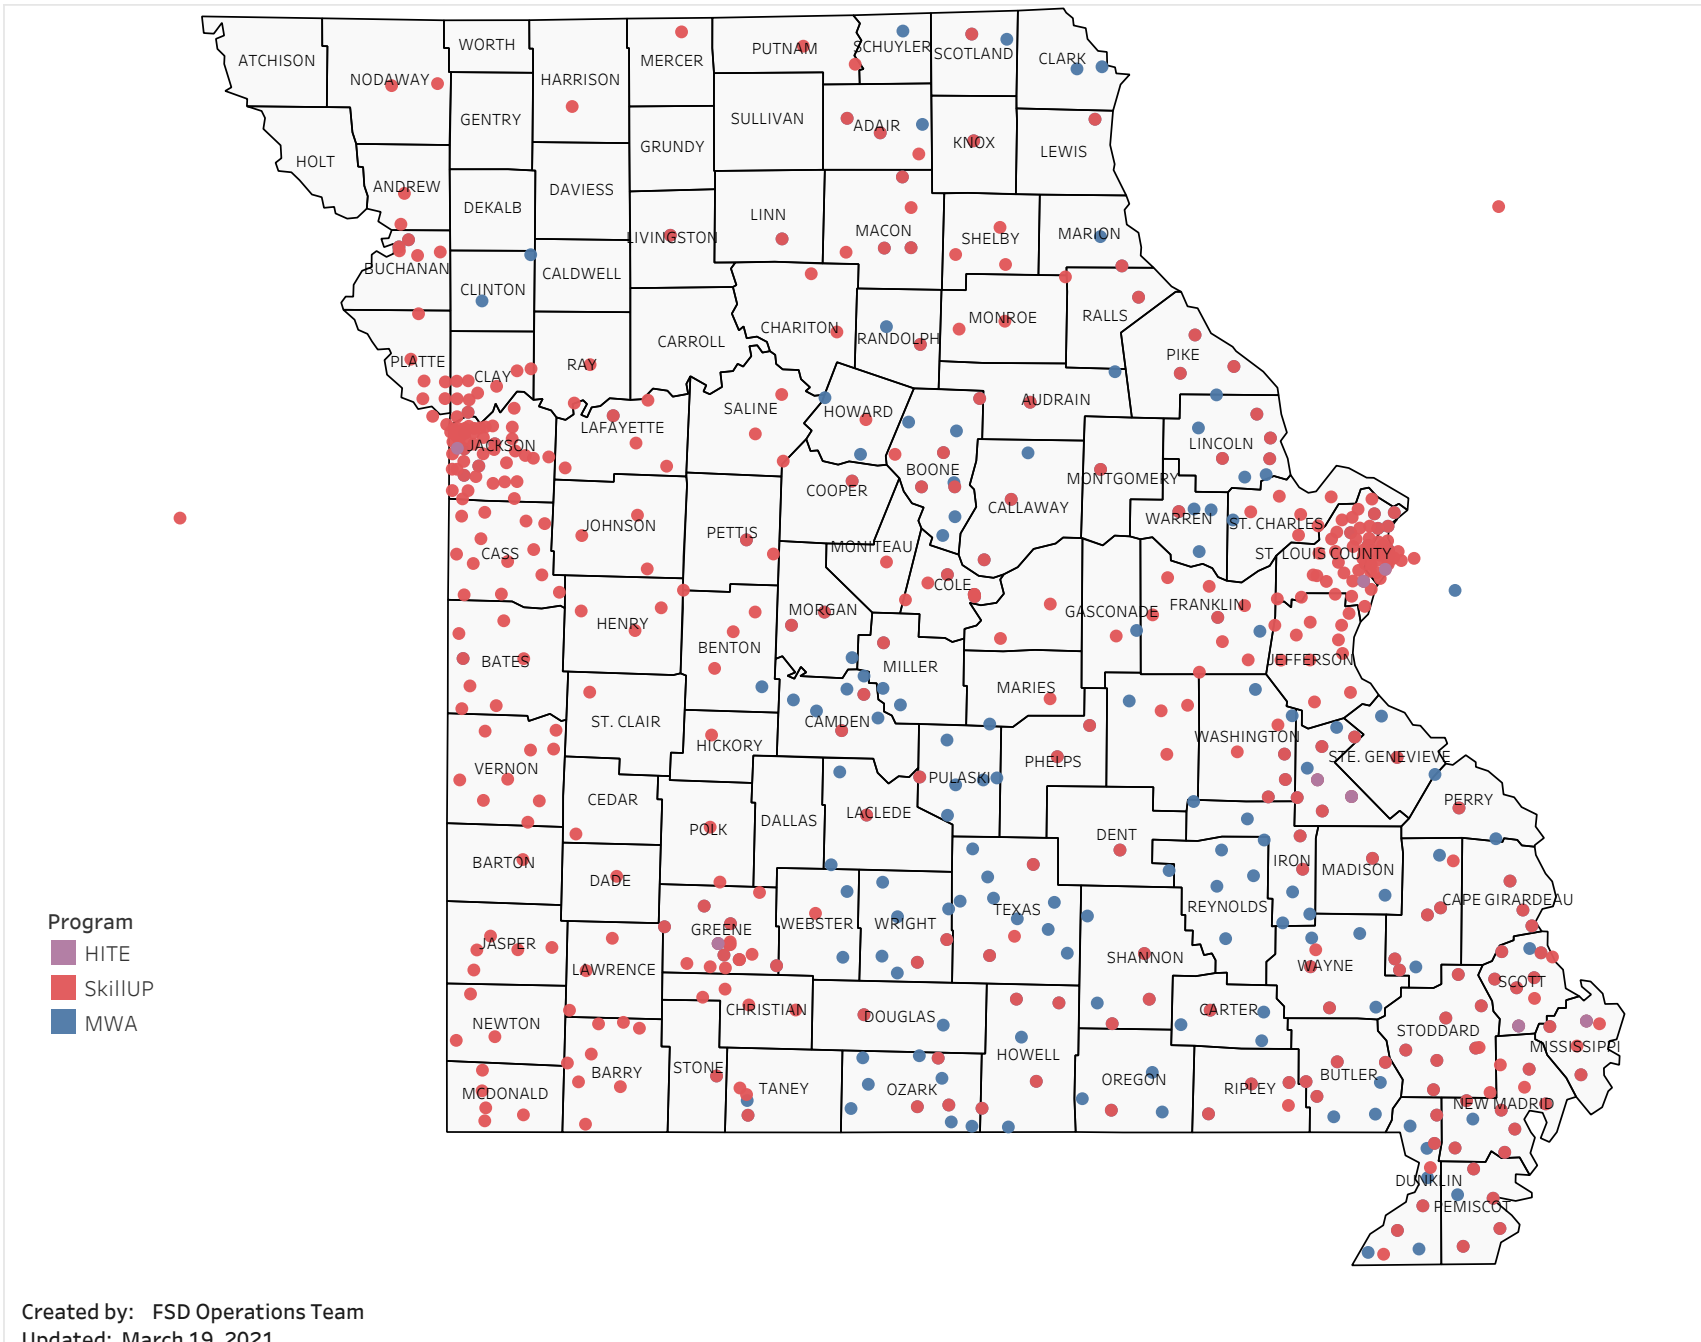 WORTH
SCHUYLER
PUTNAM
SCOTLAND
ATCHISON
MERCER
CLARK
NODAWAY
HARRISON
GENTRY
SULLIVAN
ADAIR
KNOX
GRUNDY
LEWIS
HOLT
ANDREW
DAVIESS
DEKALB
LINN
MACON
LIVINGSTON
SHELBY
MARION
BUCHANAN
CALDWELL
CLINTON
CHARITON
RANDOLPH
MONROE
RALLS
CARROLL
PIKE
PLATTE
RAY
CLAY
AUDRAIN
SALINE
HOWARD
LAFAYETTE
JACKSON
LINCOLN
BOONE
MONTGOMERY
COOPER
CALLAWAY
WARREN
ST. CHARLES
JOHNSON
PETTIS
MONITEAU
CASS
ST. LOUIS COUNTY
COLE
MORGAN
GASCONADE
FRANKLIN
HENRY
BENTON
BATES
MILLER
JEFFERSON
MARIES
ST. CLAIR
CAMDEN
HICKORY
WASHINGTON
STE. GENEVIEVE
VERNON
PULASKI
PHELPS
CEDAR
PERRY
POLK
DALLAS
LACLEDE
DENT
BARTON
IRON
MADISON
DADE
CAPE GIRARDEAU
REYNOLDS
TEXAS
Program
GREENE
WEBSTER
WRIGHT
HITE
JASPER
LAWRENCE
SHANNON
WAYNE
SkillUP
SCOTT
MWA
NEWTON
CHRISTIAN
DOUGLAS
CARTER
STODDARD
MISSISSIPPI
HOWELL
STONE
BARRY
TANEY
OZARK
OREGON
RIPLEY
BUTLER
MCDONALD
NEW MADRID
DUNKLIN
PEMISCOT
Created by: FSD Operations Team
Updated: March 19, 2021